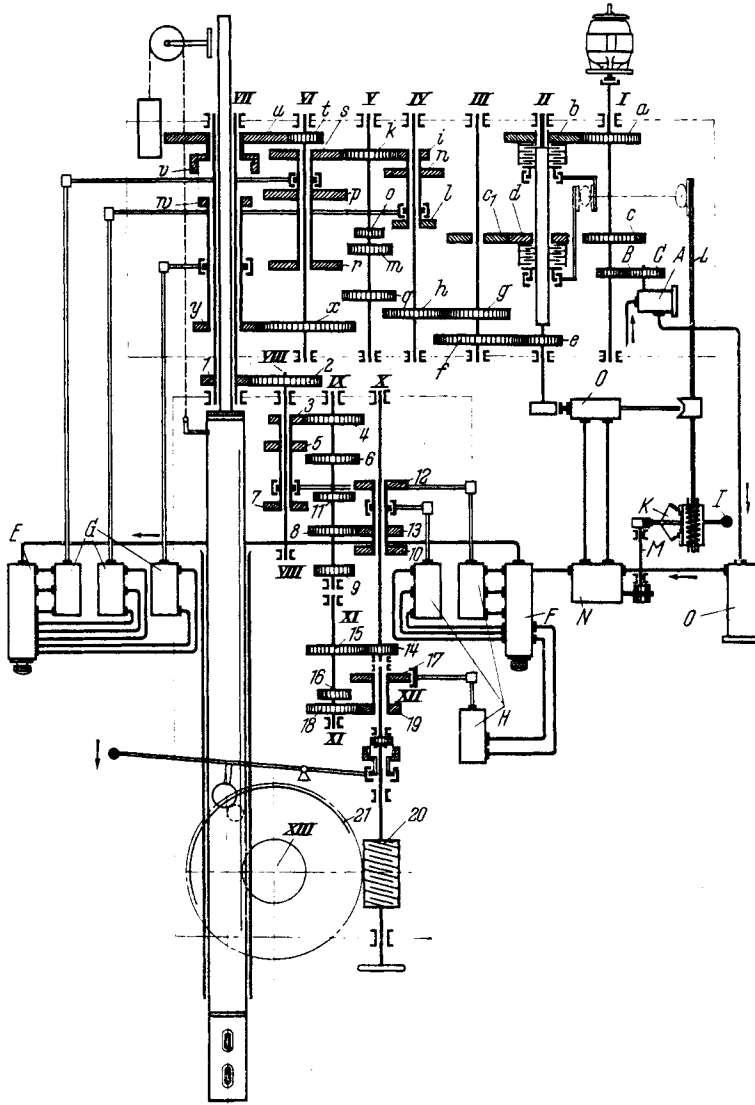 VII
VI
V
IY
III
II
I
u
t
s
k
i
n
b
a
v
p
o
l
c₁
d
c
w
m
B
C
A
r
q
h
g
y
x
f
e
1
VIII
2
IX
X
O
3
4
5
6
12
7
11
K
I
E
G
8
13
M
10
VIII
9
F
N
O
XI
15
14
17
16
XII
H
18
XI
19
21
20
XIII